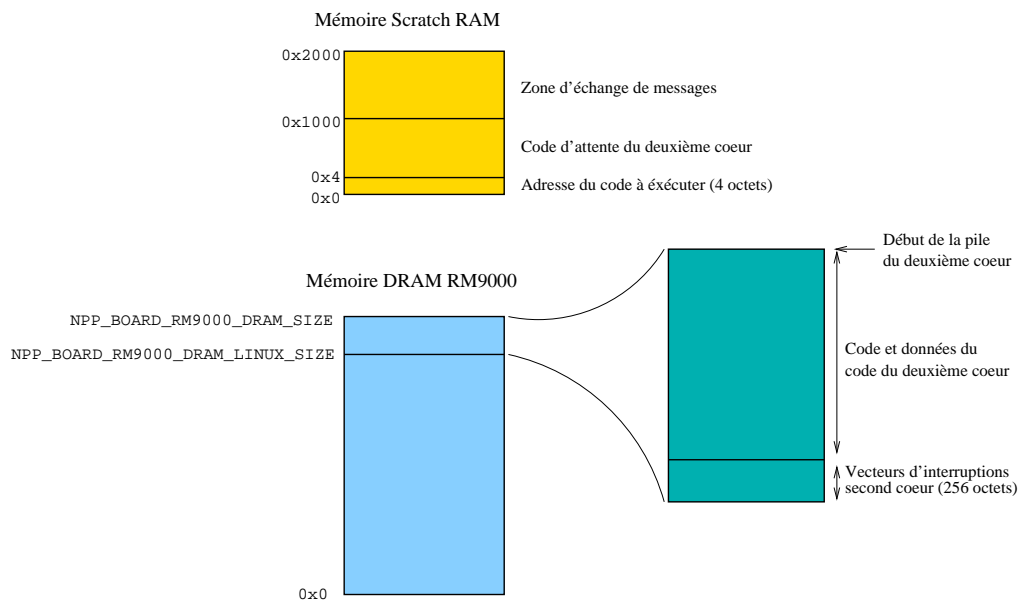 Mémoire Scratch RAM
0x2000
Zone d'échange de messages
0x1000
Code d'attente du deuxième coeur
0x4
Adresse du code à éxécuter (4 octets)
0x0
Début de la pile
du deuxième coeur
Mémoire DRAM RM9000
NPP_BOARD_RM9000_DRAM_SIZE
NPP_BOARD_RM9000_DRAM_LINUX_SIZE
Code et données du
code du deuxième coeur
Vecteurs d'interruptions
second coeur (256 octets)
0x0